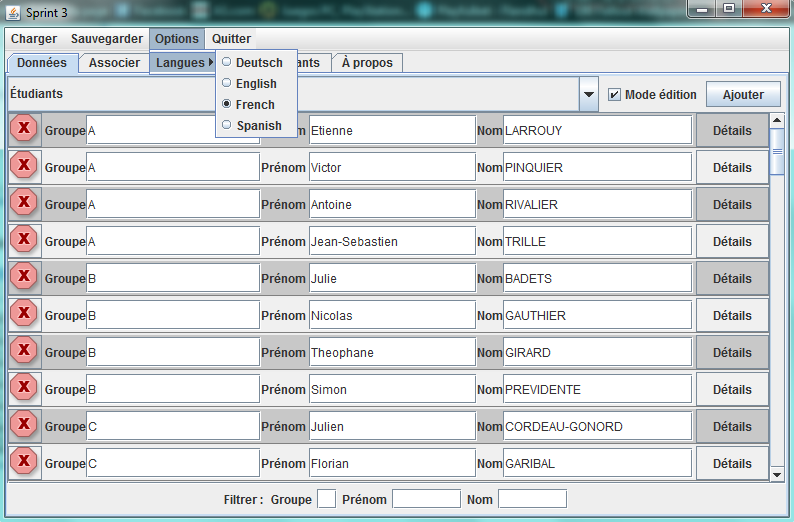 Sprint 3
Charger Sauvegarder Options Quitter
Données Associer Langues À propos
Deutsch
English
French
Spanish
Étudiants Mode édition Ajouter
X Groupe A Prénom Etienne Nom LARROUY Détails
X Groupe A Prénom Victor Nom PINQUIER Détails
X Groupe A Prénom Antoine Nom RIVALIER Détails
X Groupe A Prénom Jean-Sebastien Nom TRILLE Détails
X Groupe B Prénom Julie Nom BADETS Détails
X Groupe B Prénom Nicolas Nom GAUTHIER Détails
X Groupe B Prénom Theophane Nom GIRARD Détails
X Groupe B Prénom Simon Nom PREVIDENTE Détails
X Groupe C Prénom Julien Nom CORDEAU-GONORD Détails
X Groupe C Prénom Florian Nom GARIBAL Détails
Filtrer : Groupe Prénom Nom